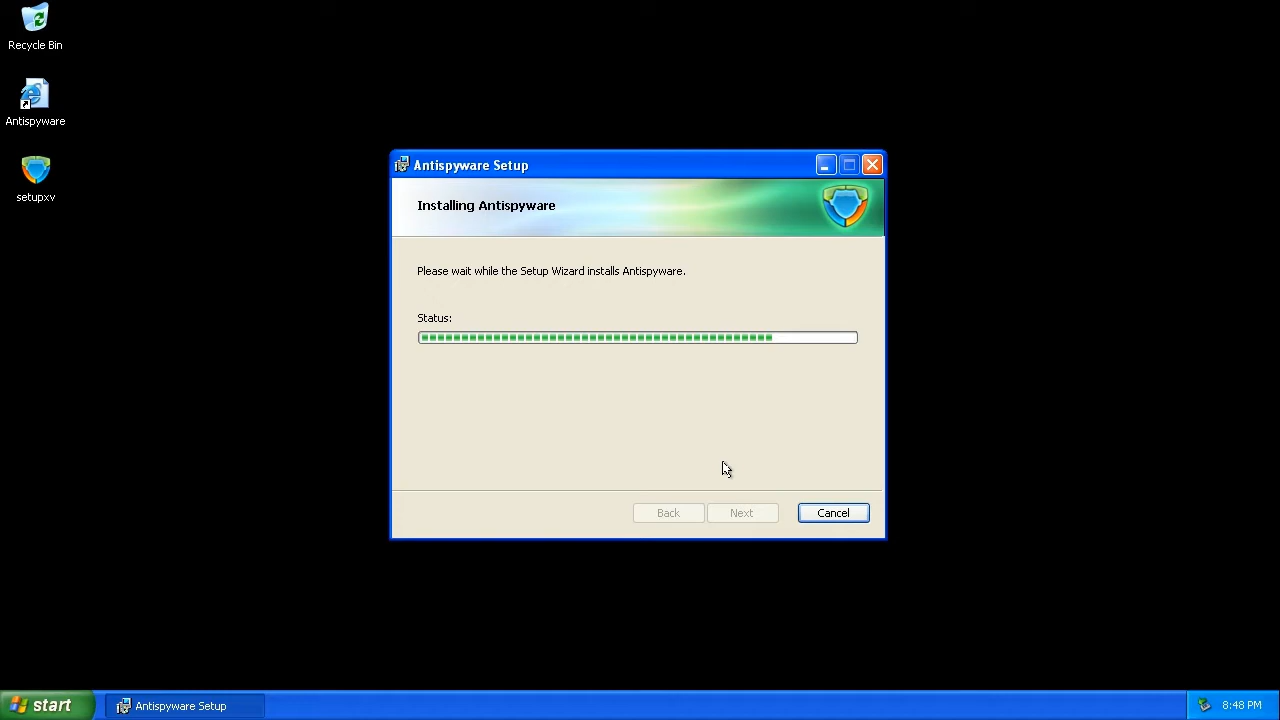 Recycle Bin
Antispyware
setupxv
Antispyware Setup
Installing Antispyware
Please wait while the Setup Wizard installs Antispyware.
Status:
Back
Next
Cancel
start
Antispyware Setup
8:48 PM